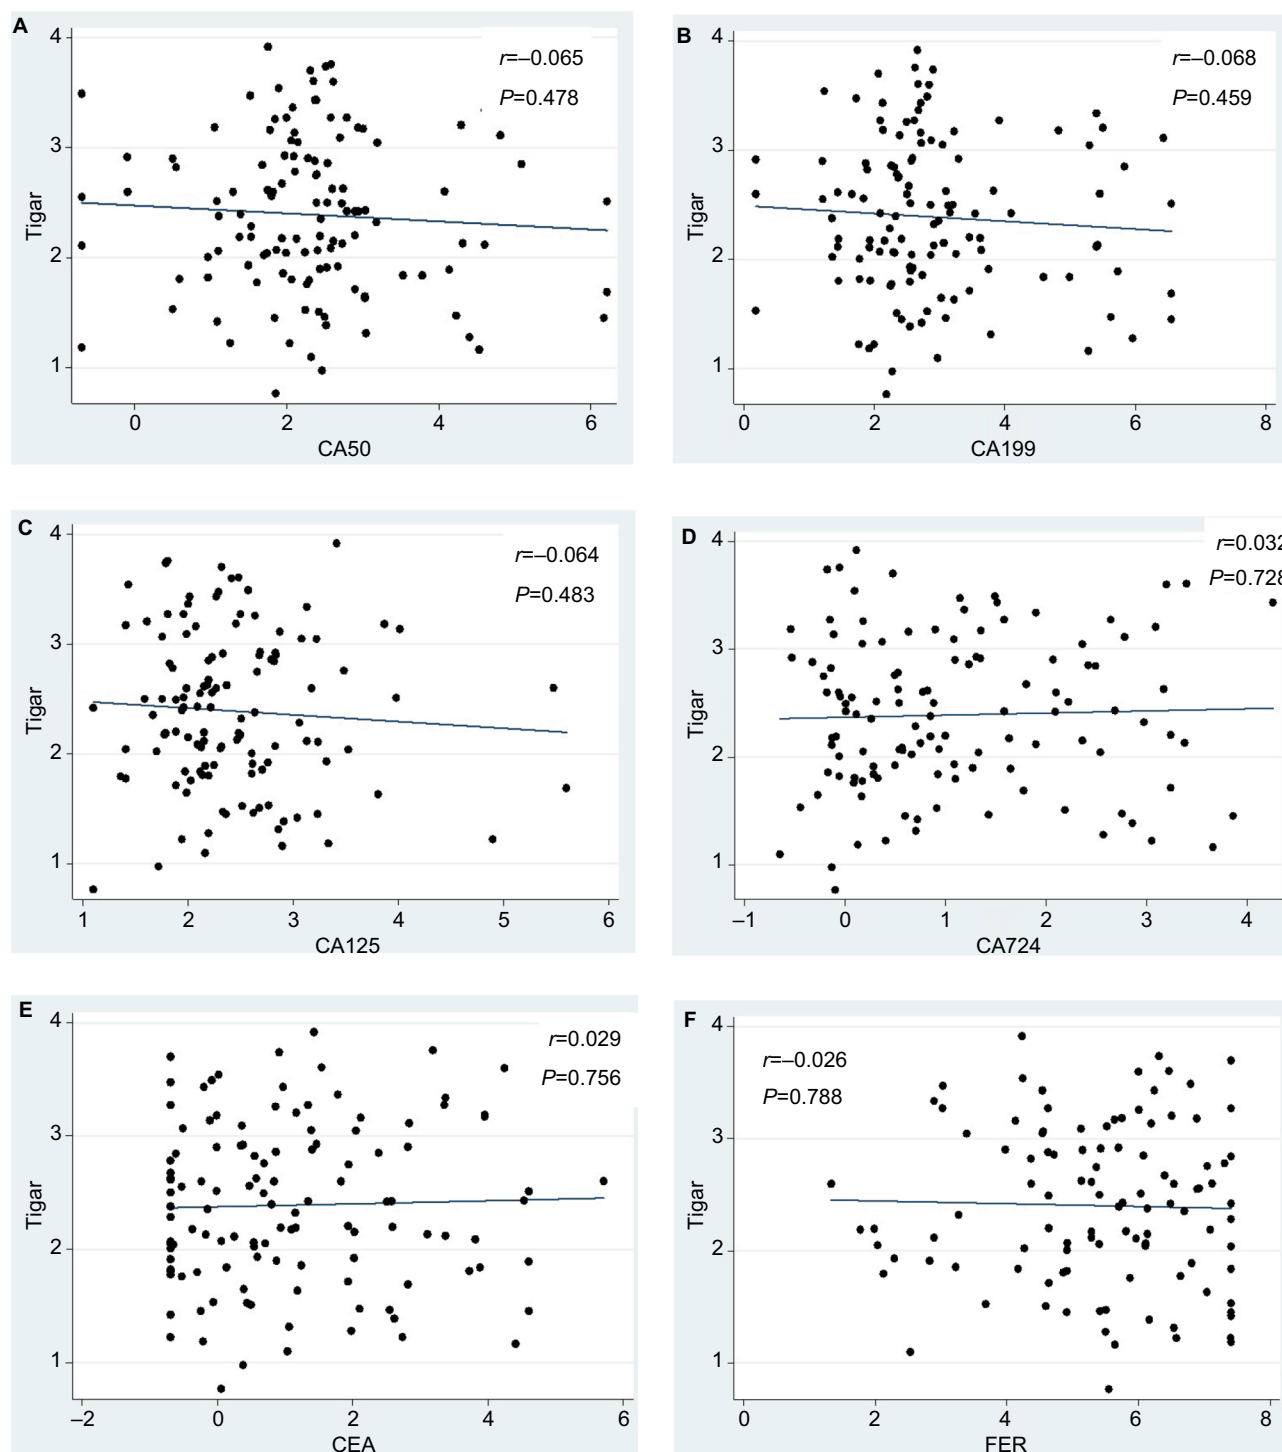 A
r=–0.065
P=0.478
4
3
2
1
Tigar
0 2 4 6
CA50
B
r=–0.068
P=0.459
4
3
2
1
Tigar
0 2 4 6 8
CA199
C
r=–0.064
P=0.483
4
3
2
1
Tigar
1 2 3 4 5 6
CA125
D
r=0.032
P=0.728
4
3
2
1
Tigar
–1 0 1 2 3 4
CA724
E
r=0.029
P=0.756
4
3
2
1
Tigar
–2 0 2 4 6
CEA
F
r=–0.026
P=0.788
4
3
2
1
Tigar
0 2 4 6 8
FER